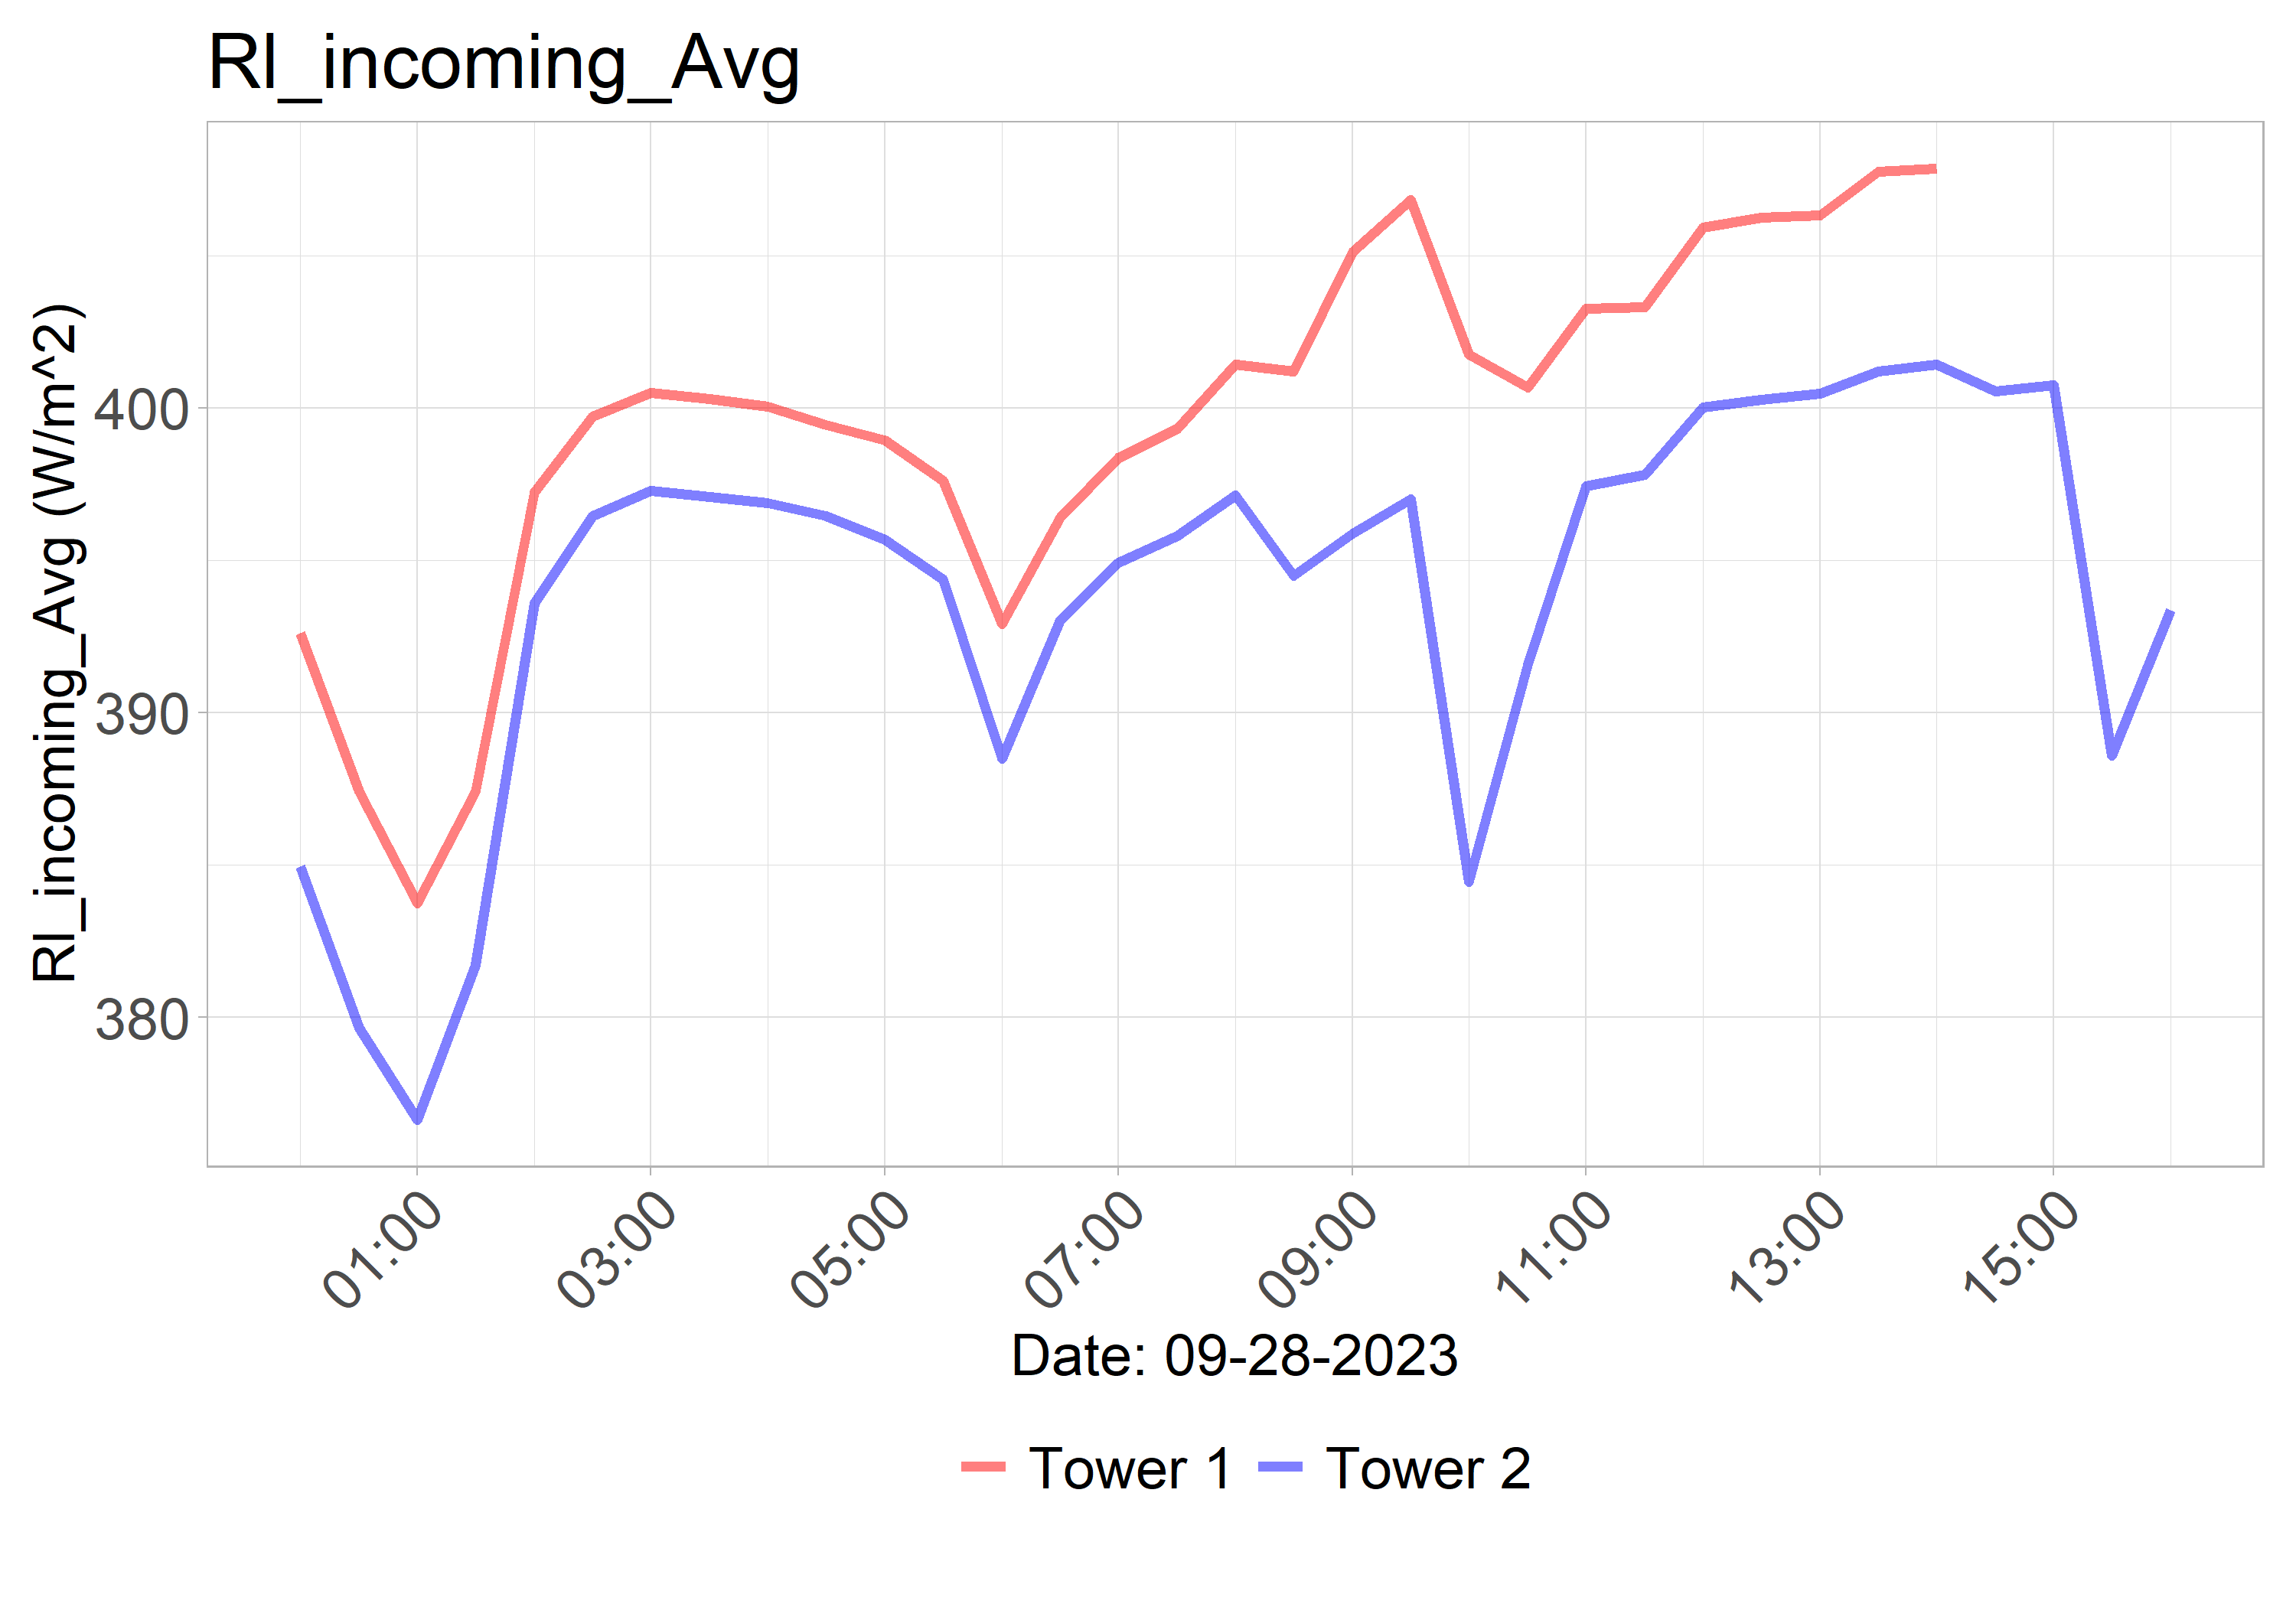 Rl_incoming_Avg
Rl_incoming_Avg (W/m^2)
400
390
380
01:00
03:00
05:00
07:00
09:00
11:00
13:00
15:00
Date: 09-28-2023
Tower 1
Tower 2